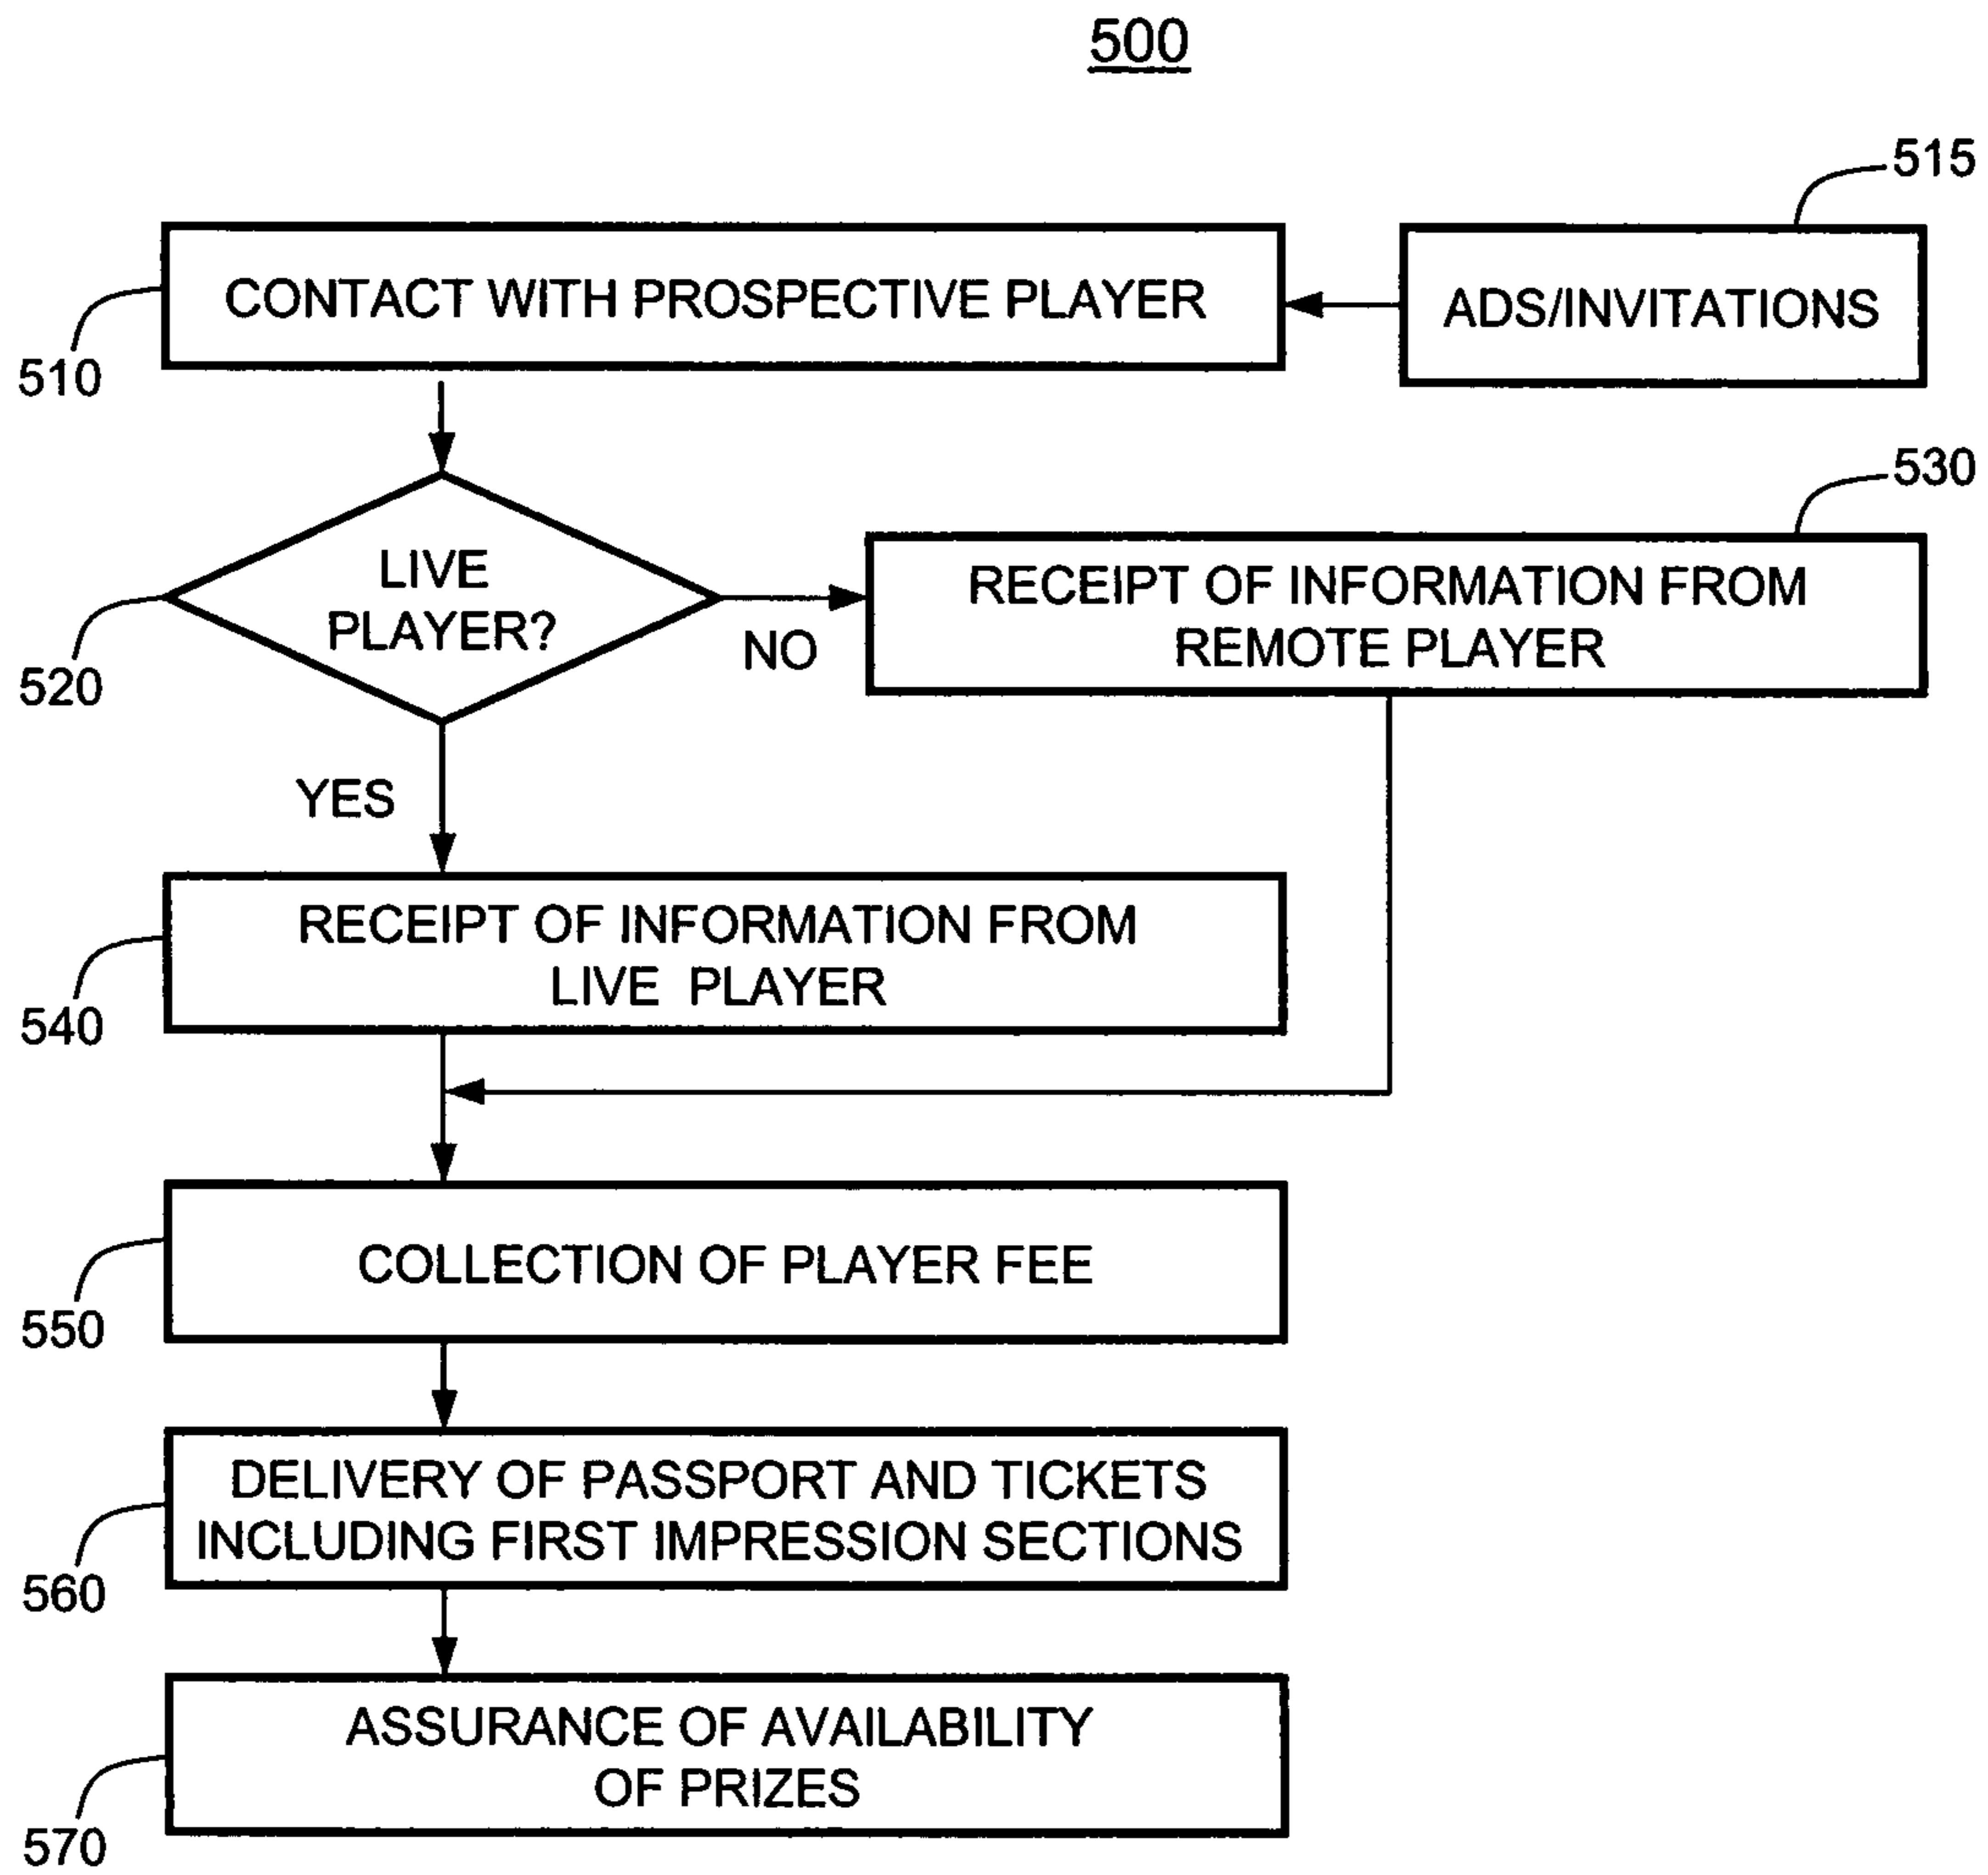 500
515
CONTACT WITH PROSPECTIVE PLAYER
ADS/INVITATIONS
510
530
LIVE
PLAYER?
RECEIPT OF INFORMATION FROM
REMOTE PLAYER
NO
520
YES
RECEIPT OF INFORMATION FROM
LIVE PLAYER
540
COLLECTION OF PLAYER FEE
550
DELIVERY OF PASSPORT AND TICKETS
INCLUDING FIRST IMPRESSION SECTIONS
560
ASSURANCE OF AVAILABILITY
OF PRIZES
570